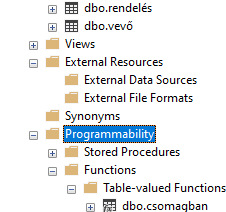 dbo.rendelés
dbo.vevő
Views
External Resources
External Data Sources
External File Formats
Synonyms
Programmability
Stored Procedures
Functions
Table-valued Functions
dbo.csomagban